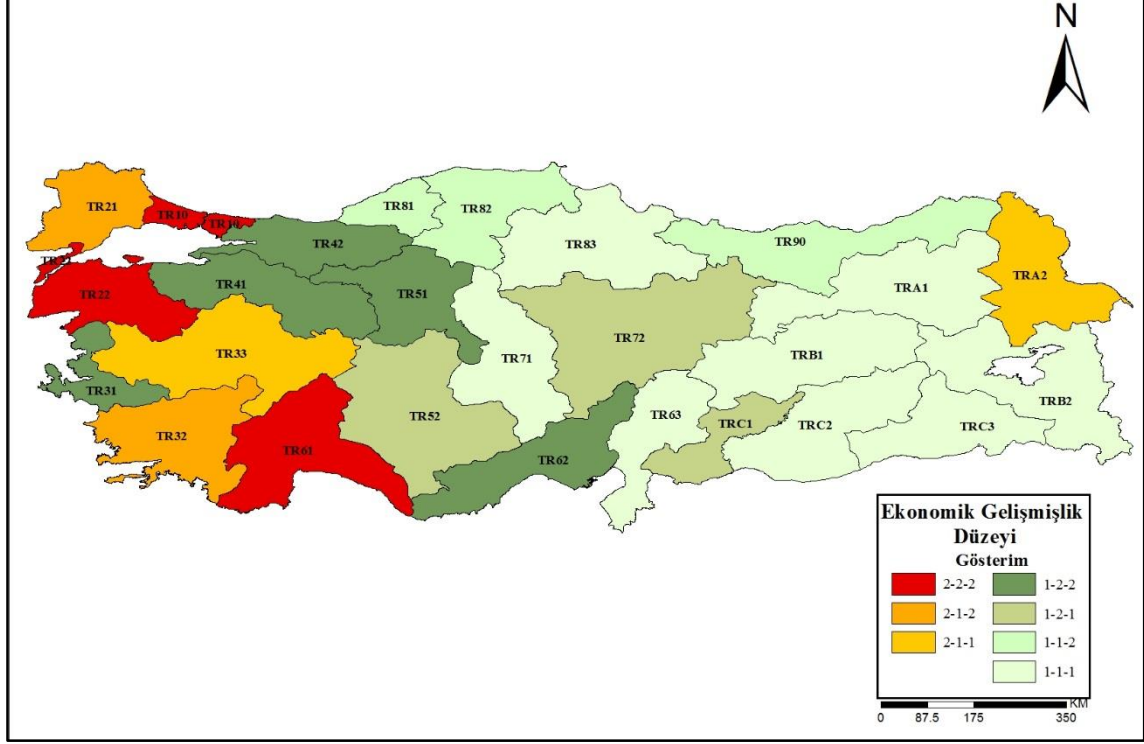 N
TR21
TR10
TR10
TR81
TR82
TR42
TR83
TR90
TR22
TR22
TR41
TR51
TRA1
TRA2
TR33
TR71
TR72
TRB1
TRB2
TR31
TR32
TR52
TR61
TR62
TR63
TRC1
TRC2
TRC3
Ekonomik Gelişmişlik
Düzeyi
Gösterim
2-2-2 1-2-2
2-1-2 1-2-1
2-1-1 1-1-2
1-1-1
KM
0 87.5 175 350